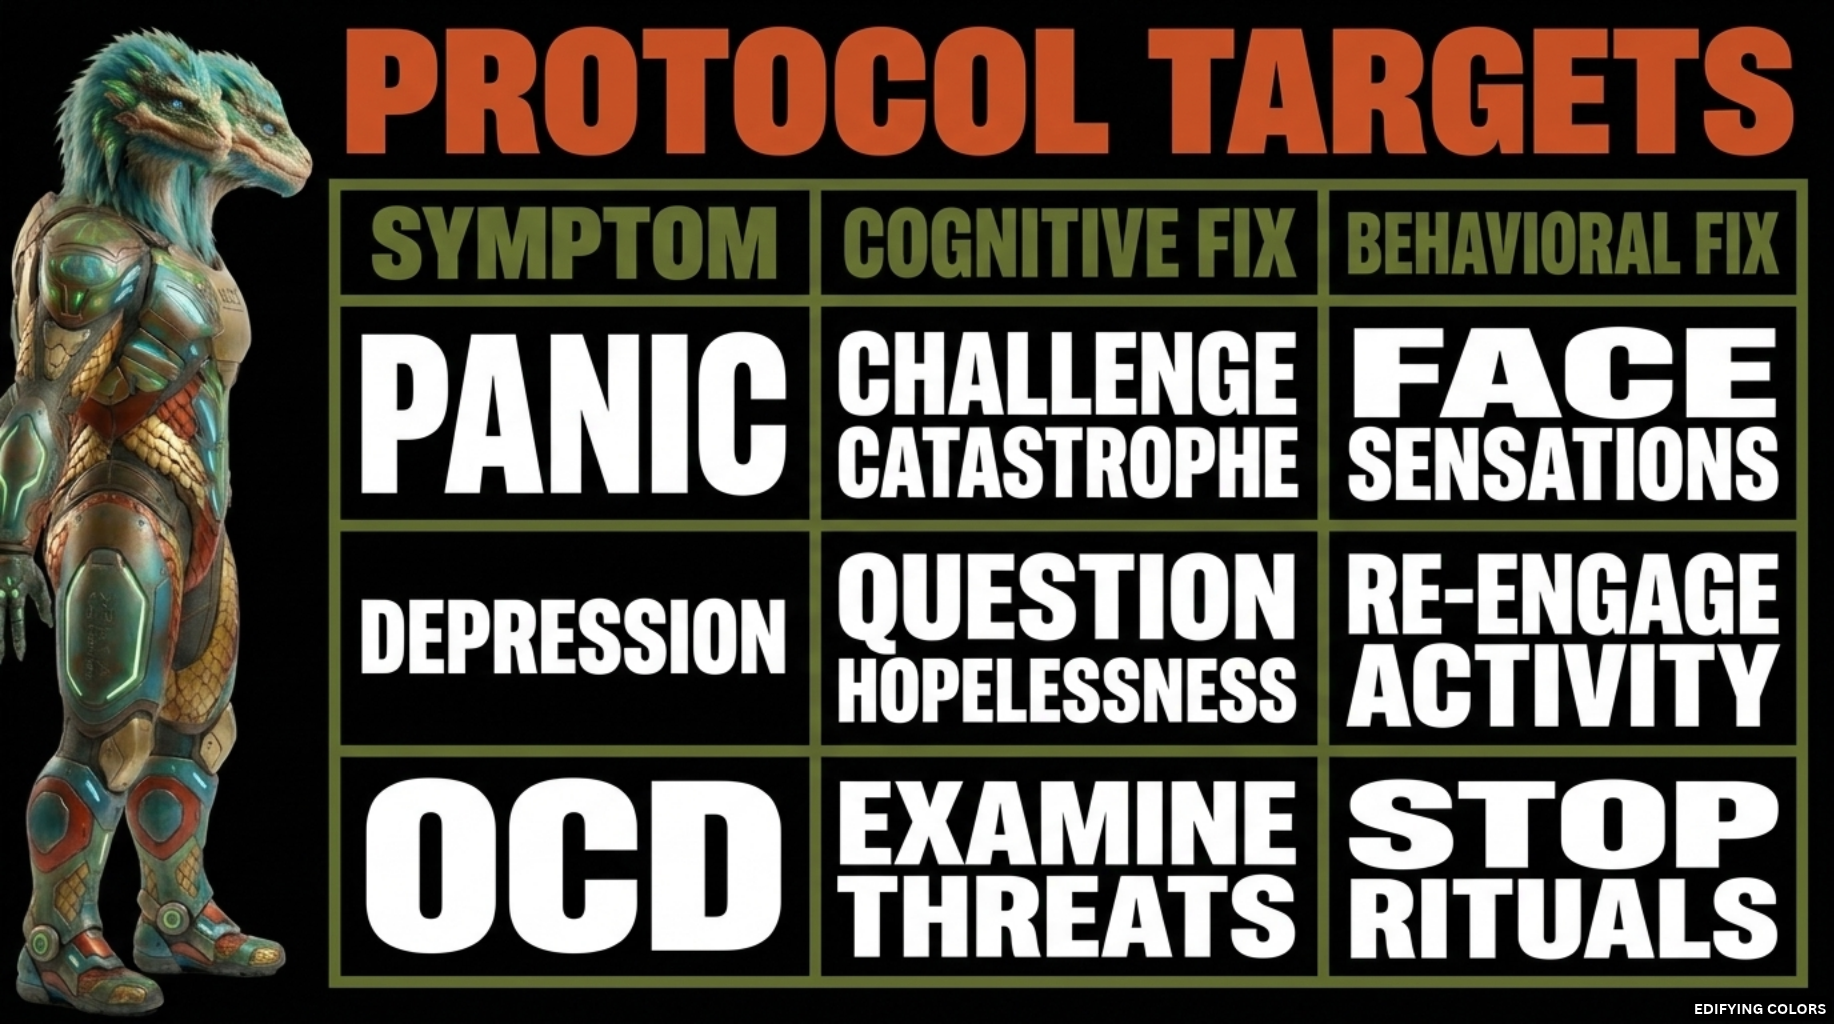 PROTOCOL TARGETS
SYMPTOM
COGNITIVE FIX
BEHAVIORAL FIX
PANIC
CHALLENGE
CATASTROPHE
FACE
SENSATIONS
DEPRESSION
QUESTION
HOPELESSNESS
RE-ENGAGE
ACTIVITY
OCD
EXAMINE
THREATS
STOP
RITUALS
EDIFYING COLORS